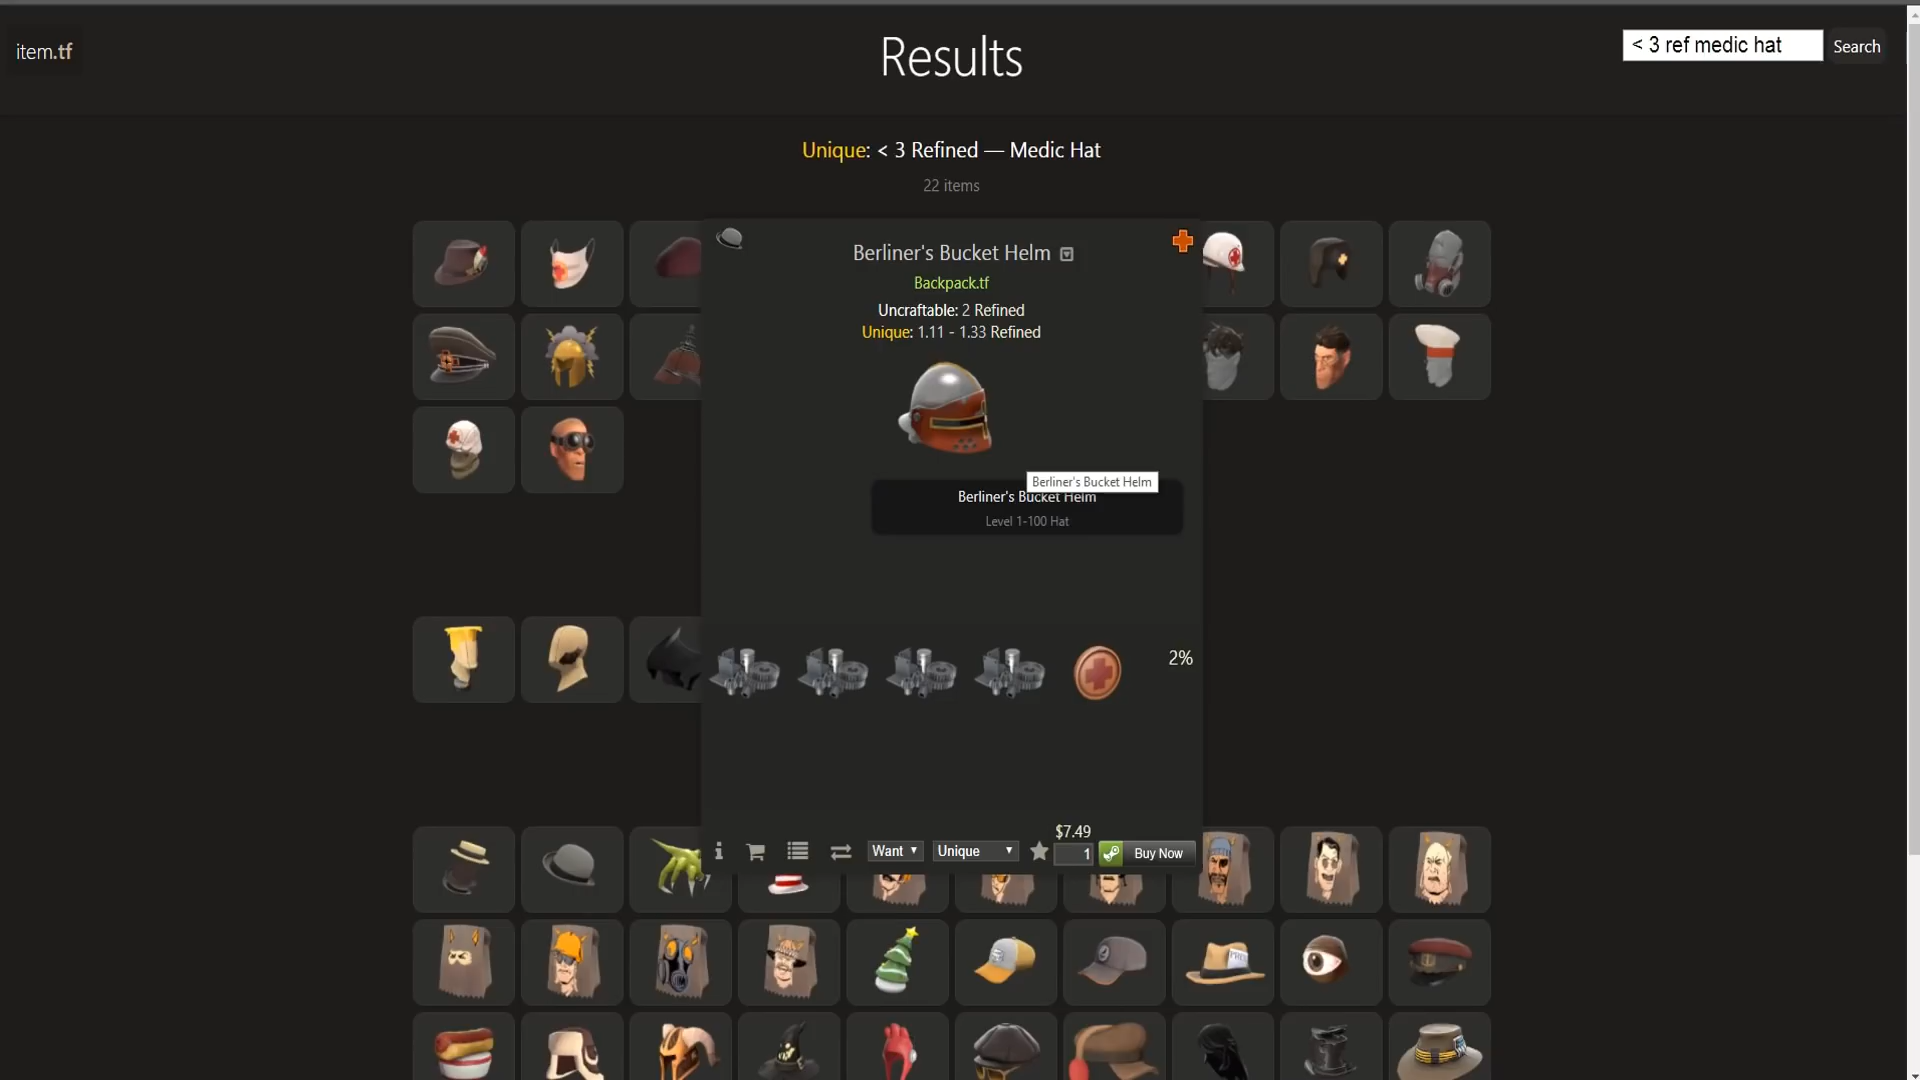 item.tf
Results
< 3 ref medic hat
Search
Unique: < 3 Refined — Medic Hat
22 items
Berliner's Bucket Helm
Backpack.tf
Uncraftable: 2 Refined
Unique: 1.11 - 1.33 Refined
Berliner's Bucket Helm
Berliner's Bucket Helm
Level 1-100 Hat
2%
$7.49
Want
Unique
1
Buy Now